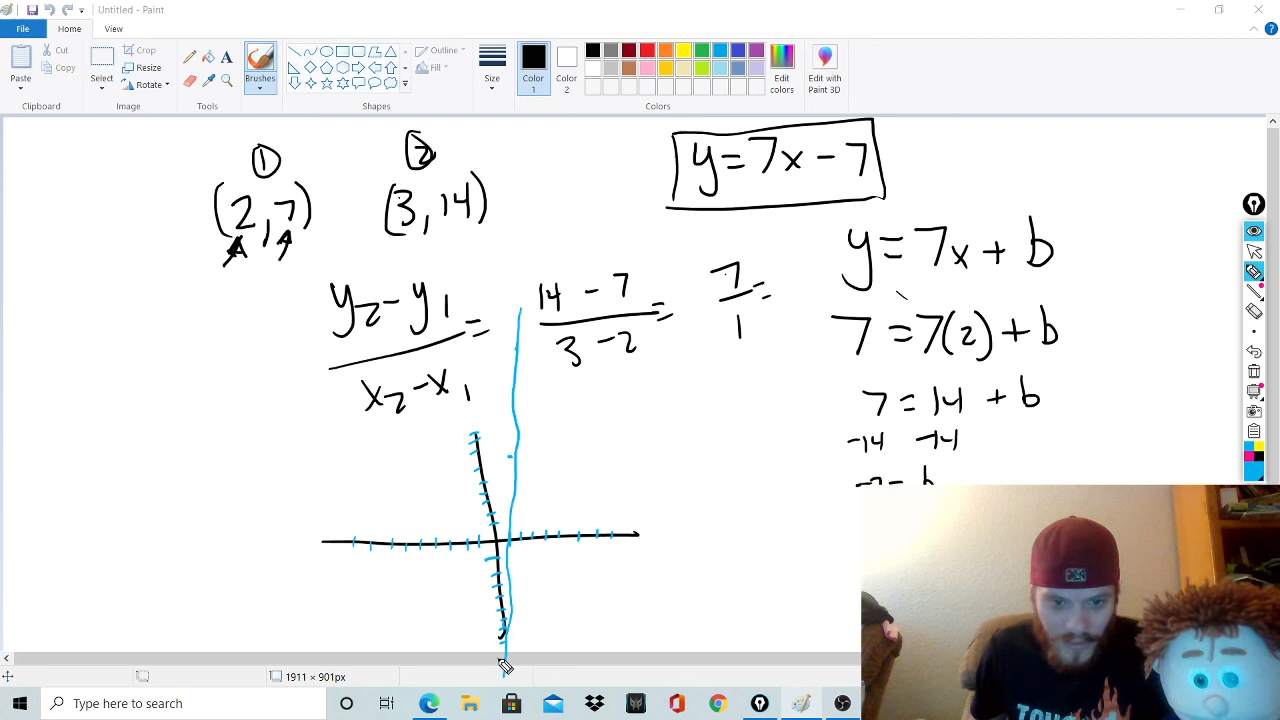 Untitled - Paint
File Home View
Paste
Cut
Copy
Clipboard
Select
Crop
Resize
Rotate
Image
Tools
Brushes
Outline
Fill
Shapes
Size
Color 1
Color 2
Edit colors
Colors
Edit with Paint 3D
1 2
(2, 7) (3, 14)
y = 7x - 7
y2 - y1 / x2 - x1 = 14 - 7 / 3 - 2 = 7 / 1 =
y = 7x + b
7 = 7(2) + b
7 = 14 + b
-14 -14
1911 × 901px
100%
Type here to search